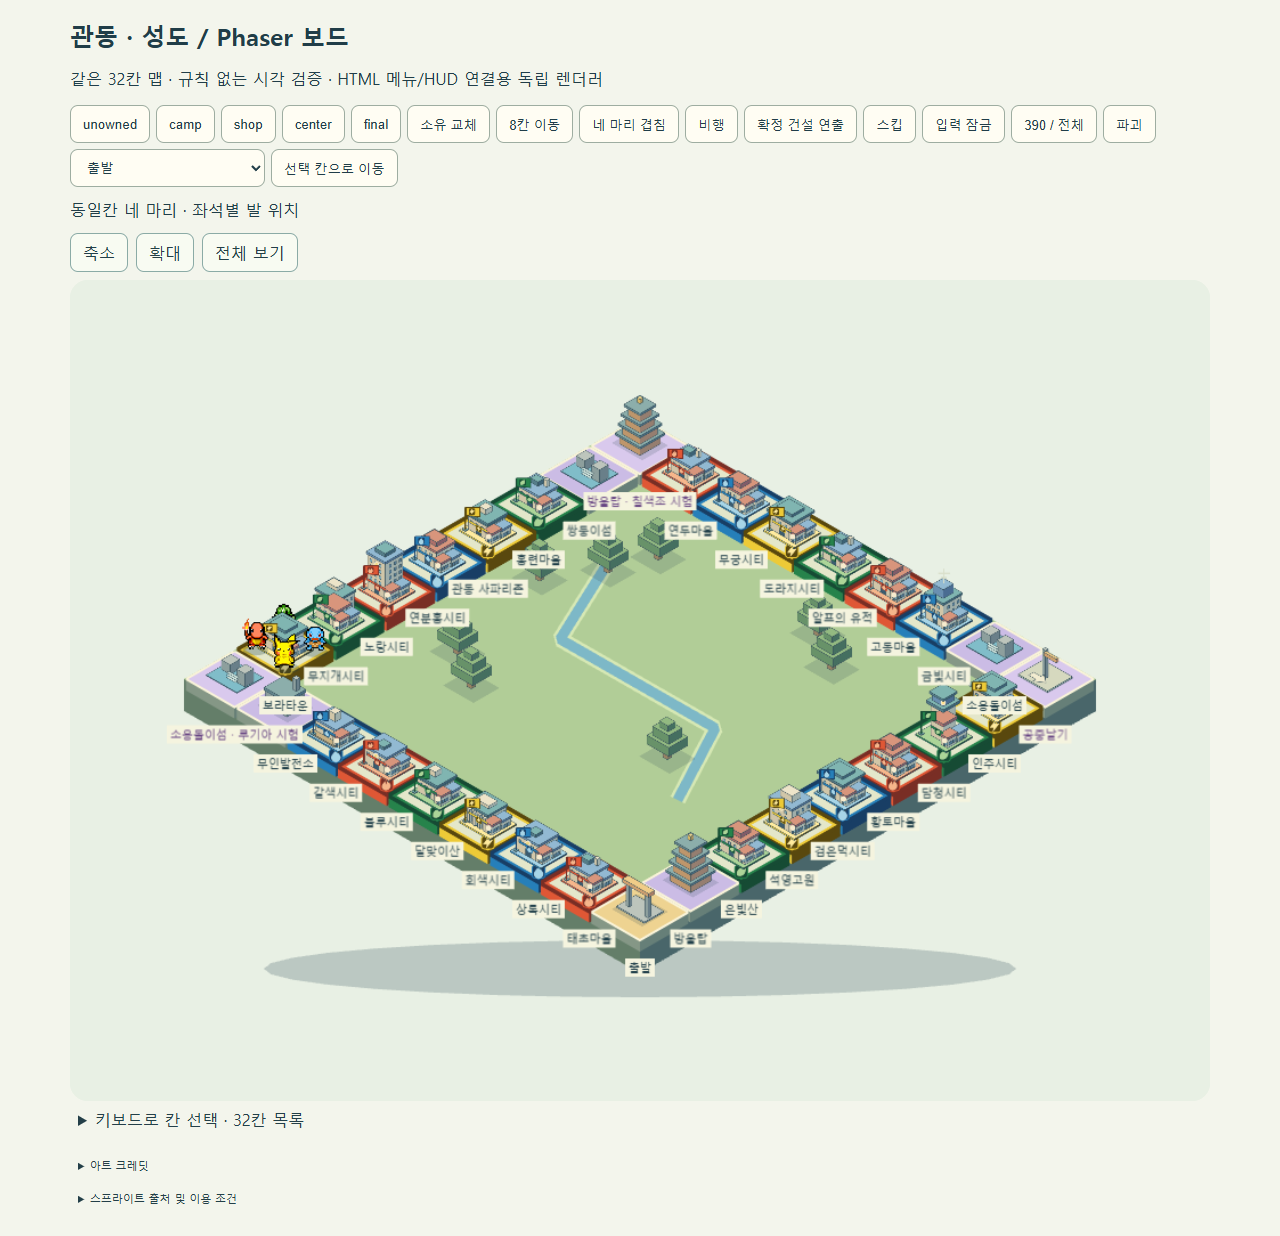 관동 · 성도 / Phaser 보드
같은 32칸 맵 · 규칙 없는 시각 검증 · HTML 메뉴/HUD 연결용 독립 렌더러
unowned camp shop center final 소유 교체 8칸 이동 네 마리 겹침 비행 확정 건설 연출 스킵 입력 잠금 390 / 전체 파괴
출발 선택 칸으로 이동
동일칸 네 마리 · 좌석별 발 위치
축소 확대 전체 보기
방울탑 · 칠색조 시험
쌍둥이섬 연두마을
홍련마을 무궁시티
관동 사파리존 도라지시티
연분홍시티 알프의 유적
노랑시티 고동마을
무지개시티 금빛시티
보라타운 소용돌이섬
소용돌이섬 · 루기아 시험 공중날기
무인발전소 인주시티
갈색시티 담청시티
블루시티 황토마을
달맞이산 검은먹시티
회색시티 석영고원
상록시티 은빛산
태초마을 방울탑
출발
▶ 키보드로 칸 선택 · 32칸 목록
▶ 아트 크레딧
▶ 스프라이트 출처 및 이용 조건